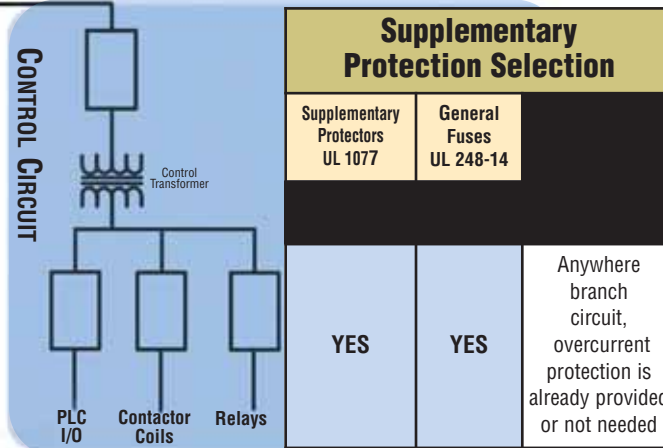 CONTROL CIRCUIT
Control
Transformer
PLC
I/O
Contactor
Coils
Relays
Supplementary
Protection Selection
Supplementary
Protectors
UL 1077
General
Fuses
UL 248-14
YES
YES
Anywhere
branch
circuit,
overcurrent
protection is
already provided
or not needed